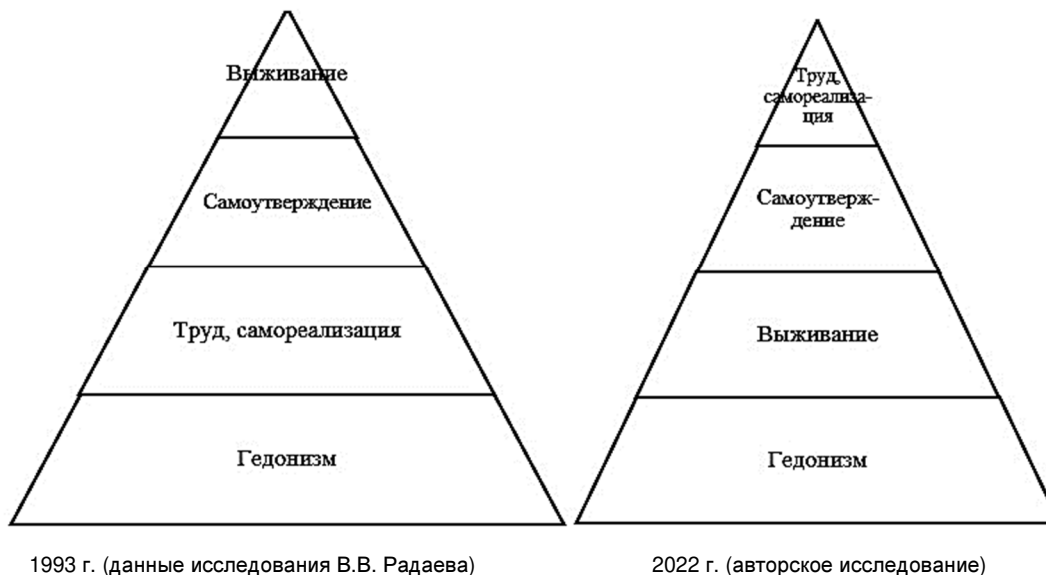 Выживание
Самоутверждение
Труд, самореализация
Гедонизм
1993 г. (данные исследования В.В. Радаева)
Труд,
самореализа-
ция
Самоутверж-
дение
Выживание
Гедонизм
2022 г. (авторское исследование)